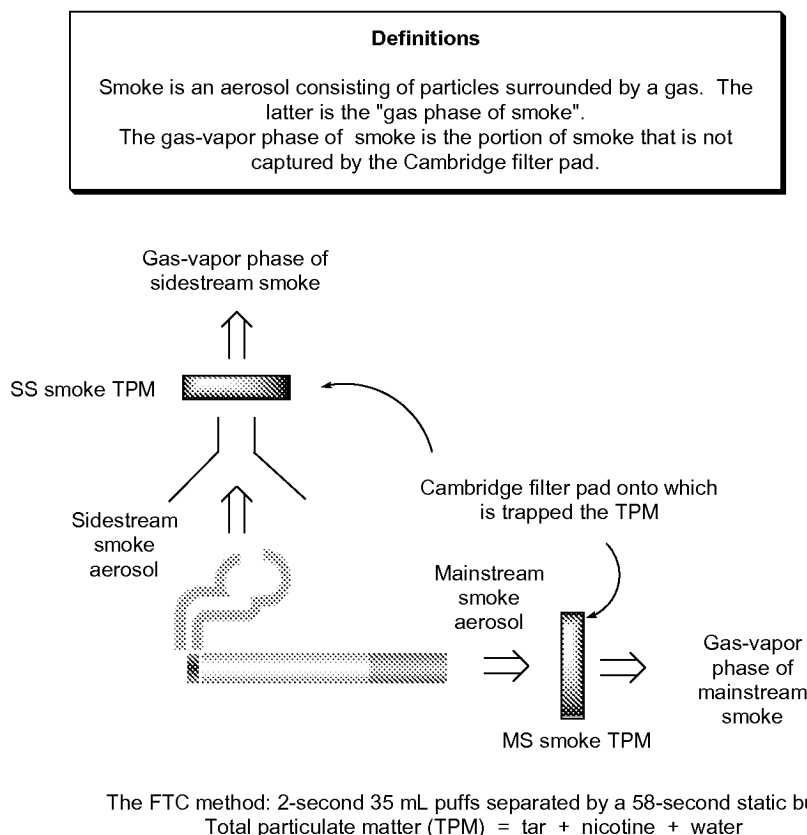 Definitions
Smoke is an aerosol consisting of particles surrounded by a gas. The
latter is the "gas phase of smoke".
The gas-vapor phase of smoke is the portion of smoke that is not
captured by the Cambridge filter pad.
Gas-vapor phase of
sidestream smoke
SS smoke TPM
Cambridge filter pad onto which
is trapped the TPM
Sidestream
smoke
aerosol
Mainstream
smoke
aerosol
Gas-vapor
phase of
mainstream
smoke
MS smoke TPM
The FTC method: 2-second 35 mL puffs separated by a 58-second static
Total particulate matter (TPM) = tar + nicotine + water